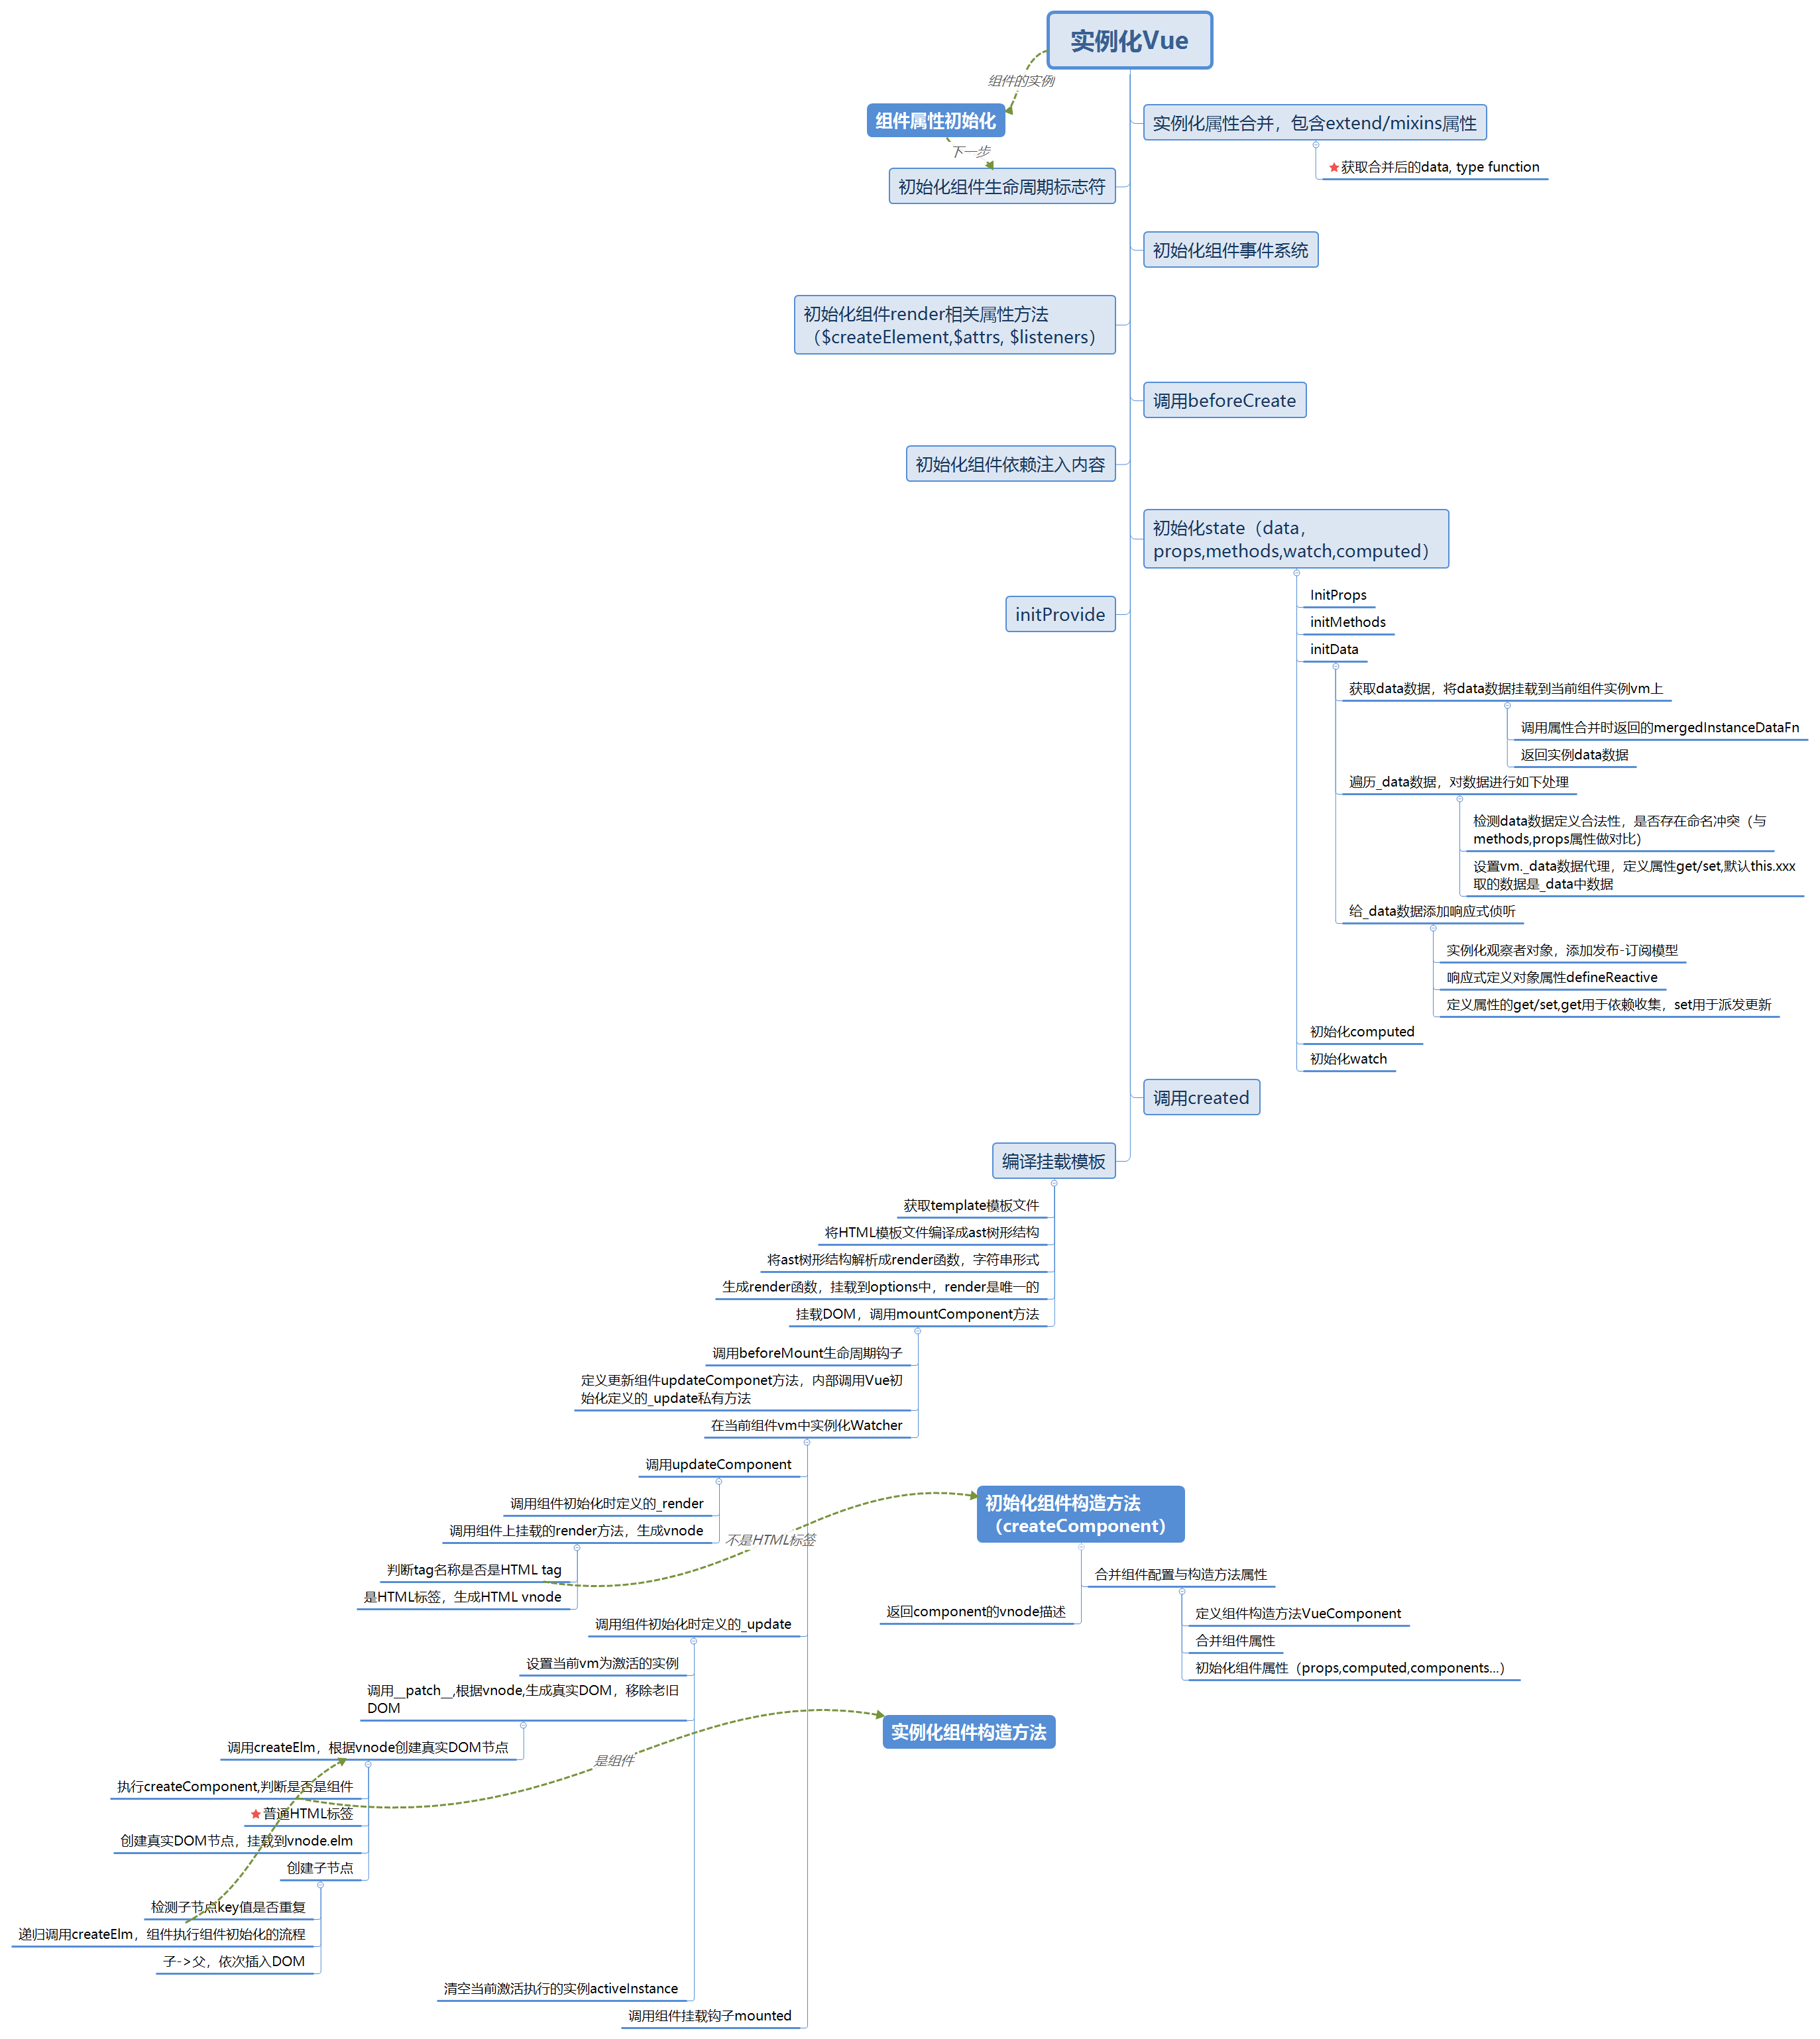 实例化Vue
组件的实例
组件属性初始化
实例化属性合并，包含extend/mixins属性
下一步
获取合并后的data, type function
初始化组件生命周期标志符
初始化组件事件系统
初始化组件render相关属性方法
（$createElement,$attrs, $listeners）
调用beforeCreate
初始化组件依赖注入内容
初始化state（data，
props,methods,watch,computed）
InitProps
initProvide
initMethods
initData
获取data数据，将data数据挂载到当前组件实例vm上
调用属性合并时返回的mergedInstanceDataFn
返回实例data数据
遍历_data数据，对数据进行如下处理
检测data数据定义合法性，是否存在命名冲突（与
methods,props属性做对比）
设置vm._data数据代理，定义属性get/set,默认this.xxx
取的数据是_data中数据
给_data数据添加响应式侦听
实例化观察者对象，添加发布-订阅模型
响应式定义对象属性defineReactive
定义属性的get/set,get用于依赖收集，set用于派发更新
初始化computed
初始化watch
调用created
编译挂载模板
获取template模板文件
将HTML模板文件编译成ast树形结构
将ast树形结构解析成render函数，字符串形式
生成render函数，挂载到options中，render是唯一的
挂载DOM，调用mountComponent方法
调用beforeMount生命周期钩子
定义更新组件updateComponet方法，内部调用Vue初
始化定义的_update私有方法
在当前组件vm中实例化Watcher
调用updateComponent
调用组件初始化时定义的_render
调用组件上挂载的render方法，生成vnode
不是HTML标签
初始化组件构造方法
（createComponent）
判断tag名称是否是HTML tag
是HTML标签，生成HTML vnode
合并组件配置与构造方法属性
定义组件构造方法VueComponent
合并组件属性
初始化组件属性（props,computed,components...）
返回component的vnode描述
调用组件初始化时定义的_update
设置当前vm为激活的实例
调用__patch__,根据vnode,生成真实DOM，移除老旧
DOM
实例化组件构造方法
调用createElm，根据vnode创建真实DOM节点
是组件
执行createComponent,判断是否是组件
普通HTML标签
创建真实DOM节点，挂载到vnode.elm
创建子节点
检测子节点key值是否重复
递归调用createElm，组件执行组件初始化的流程
子->父，依次插入DOM
清空当前激活执行的实例activeInstance
调用组件挂载钩子mounted